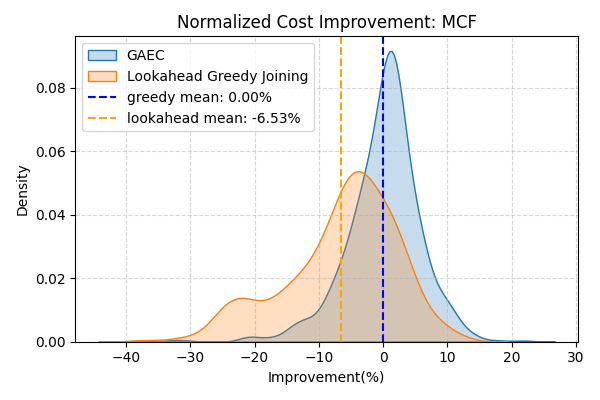 Normalized Cost Improvement: MCF
GAEC
Lookahead Greedy Joining
greedy mean: 0.00%
lookahead mean: -6.53%
Density
0.08
0.06
0.04
0.02
0.00
−40 −30 −20 −10 0 10 20 30
Improvement(%)